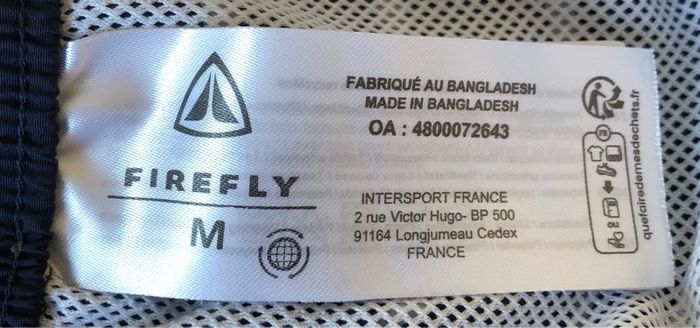 FIREFLY
M
FABRIQUÉ AU BANGLADESH
MADE IN BANGLADESH
OA : 4800072643
INTERSPORT FRANCE
2 rue Victor Hugo- BP 500
91164 Longjumeau Cedex
FRANCE
FR
quefairedemesdechets.fr